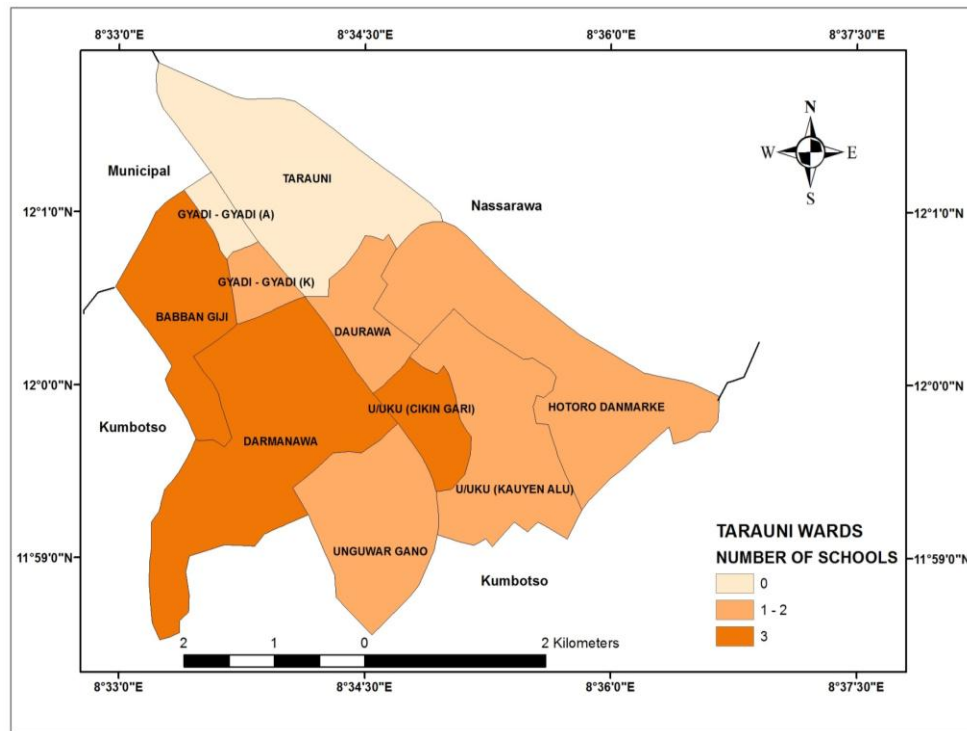 8°33'0"E 8°34'30"E 8°36'0"E 8°37'30"E
N
W E
S
Municipal
TARAUNI
Nassarawa
12°1'0"N 12°1'0"N
GYADI - GYADI (A)
GYADI - GYADI (K)
BABBAN GIJI
DAURAWA
12°0'0"N 12°0'0"N
U/UKU (CIKIN GARI)
HOTORO DANMARKE
Kumbotso
DARMANAWA
U/UKU (KAUYEN ALU)
UNGUWAR GANO
11°59'0"N 11°59'0"N
Kumbotso
TARAUNI WARDS
NUMBER OF SCHOOLS
0
1 - 2
3
2 1 0 2 Kilometers
8°33'0"E 8°34'30"E 8°36'0"E 8°37'30"E